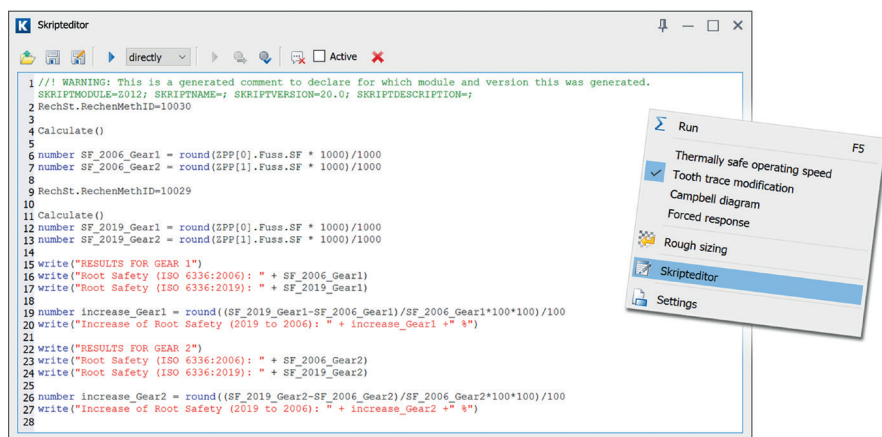 K Skripteditor
directly
Active
1 //! WARNING: This is a generated comment to declare for which module and version this was generated.
SKRIPTMODULE=Z012; SKRIPTNAME=; SKRIPTVERSION=20.0; SKRIPTDESCRIPTION=;
2 RechSt.RechenMethID=10030
3
4 Calculate()
5
6 number SF_2006_Gear1 = round(ZPP[0].Fuss.SF * 1000)/1000
7 number SF_2006_Gear2 = round(ZPP[1].Fuss.SF * 1000)/1000
8
9 RechSt.RechenMethID=10029
10
11 Calculate()
12 number SF_2019_Gear1 = round(ZPP[0].Fuss.SF * 1000)/1000
13 number SF_2019_Gear2 = round(ZPP[1].Fuss.SF * 1000)/1000
14
15 write("RESULTS FOR GEAR 1")
16 write("Root Safety (ISO 6336:2006): " + SF_2006_Gear1)
17 write("Root Safety (ISO 6336:2019): " + SF_2019_Gear1)
18
19 number increase_Gear1 = round((SF_2019_Gear1-SF_2006_Gear1)/SF_2006_Gear1*100*100)/100
20 write("Increase of Root Safety (2019 to 2006): " + increase_Gear1 +" %")
21
22 write("RESULTS FOR GEAR 2")
23 write("Root Safety (ISO 6336:2006): " + SF_2006_Gear2)
24 write("Root Safety (ISO 6336:2019): " + SF_2019_Gear2)
25
26 number increase_Gear2 = round((SF_2019_Gear2-SF_2006_Gear2)/SF_2006_Gear2*100*100)/100
27 write("Increase of Root Safety (2019 to 2006): " + increase_Gear2 +" %")
28
Run F5
Thermally safe operating speed
Tooth trace modification
Campbell diagram
Forced response
Rough sizing
Skripteditor
Settings